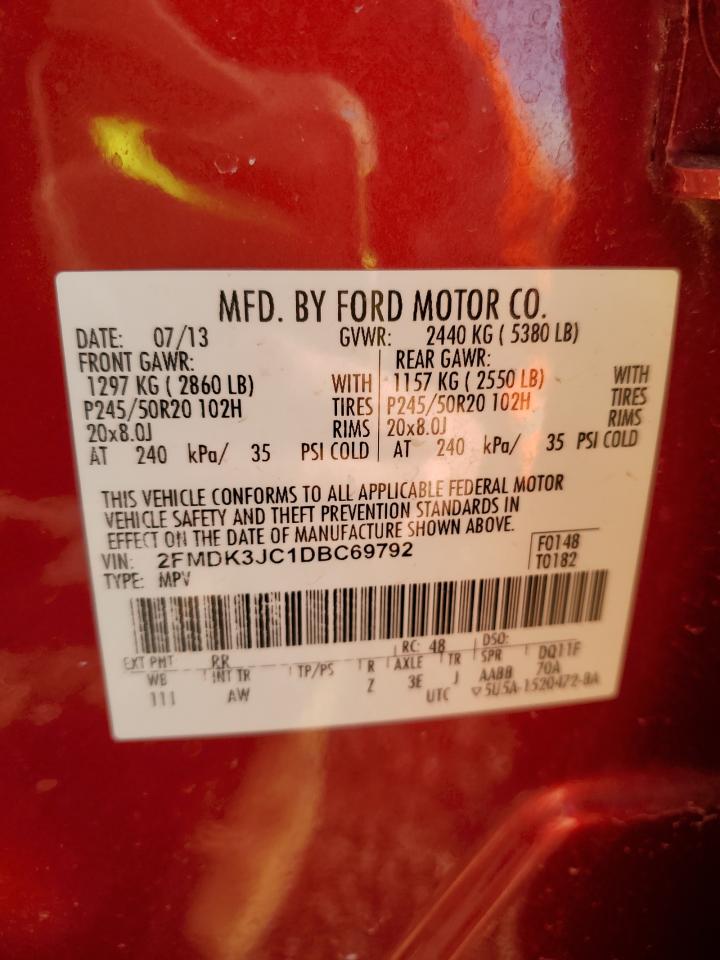 MFD. BY FORD MOTOR CO.
DATE: 07/13 GVWR: 2440 KG ( 5380 LB)
FRONT GAWR: REAR GAWR:
1297 KG ( 2860 LB) WITH 1157 KG ( 2550 LB) WITH
P245/50R20 102H TIRES P245/50R20 102H TIRES
20x8.0J RIMS 20x8.0J RIMS
AT 240 kPa/ 35 PSI COLD AT 240 kPa/ 35 PSI COLD
THIS VEHICLE CONFORMS TO ALL APPLICABLE FEDERAL MOTOR
VEHICLE SAFETY AND THEFT PREVENTION STANDARDS IN
EFFECT ON THE DATE OF MANUFACTURE SHOWN ABOVE.
VIN: 2FMDK3JC1DBC69792 F0148
TYPE: MPV T0182
EXT PNT RR RC: 48 DSO:
WB INT TR TP/PS R AXLE TR SPR DQ11F
111 AW Z 3E J AABB 70A
UTC ▽5U5A-1520472-BA